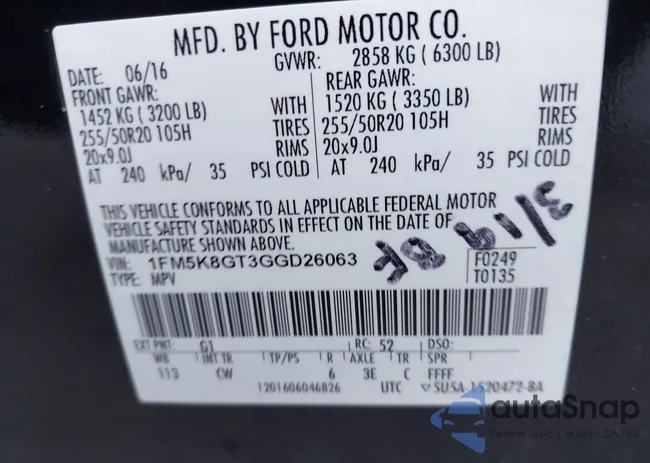 MFD. BY FORD MOTOR CO.
DATE: 06/16 GVWR: 2858 KG ( 6300 LB)
FRONT GAWR: REAR GAWR:
1452 KG ( 3200 LB) WITH 1520 KG ( 3350 LB) WITH
255/50R20 105H TIRES 255/50R20 105H TIRES
20x9.0J RIMS 20x9.0J RIMS
AT 240 kPa/ 35 PSI COLD AT 240 kPa/ 35 PSI COLD
THIS VEHICLE CONFORMS TO ALL APPLICABLE FEDERAL MOTOR
VEHICLE SAFETY STANDARDS IN EFFECT ON THE DATE OF
MANUFACTURE SHOWN ABOVE.
VIN: 1FM5K8GT3GGD26063 F0249
TYPE: MPV T0135
EXT PNT: G1 RC: 52 DSO:
WB INT TR TP/PS R AXLE TR SPR
113 CW 6 3E C FFFF
1201606046826 UTC
autaSnap